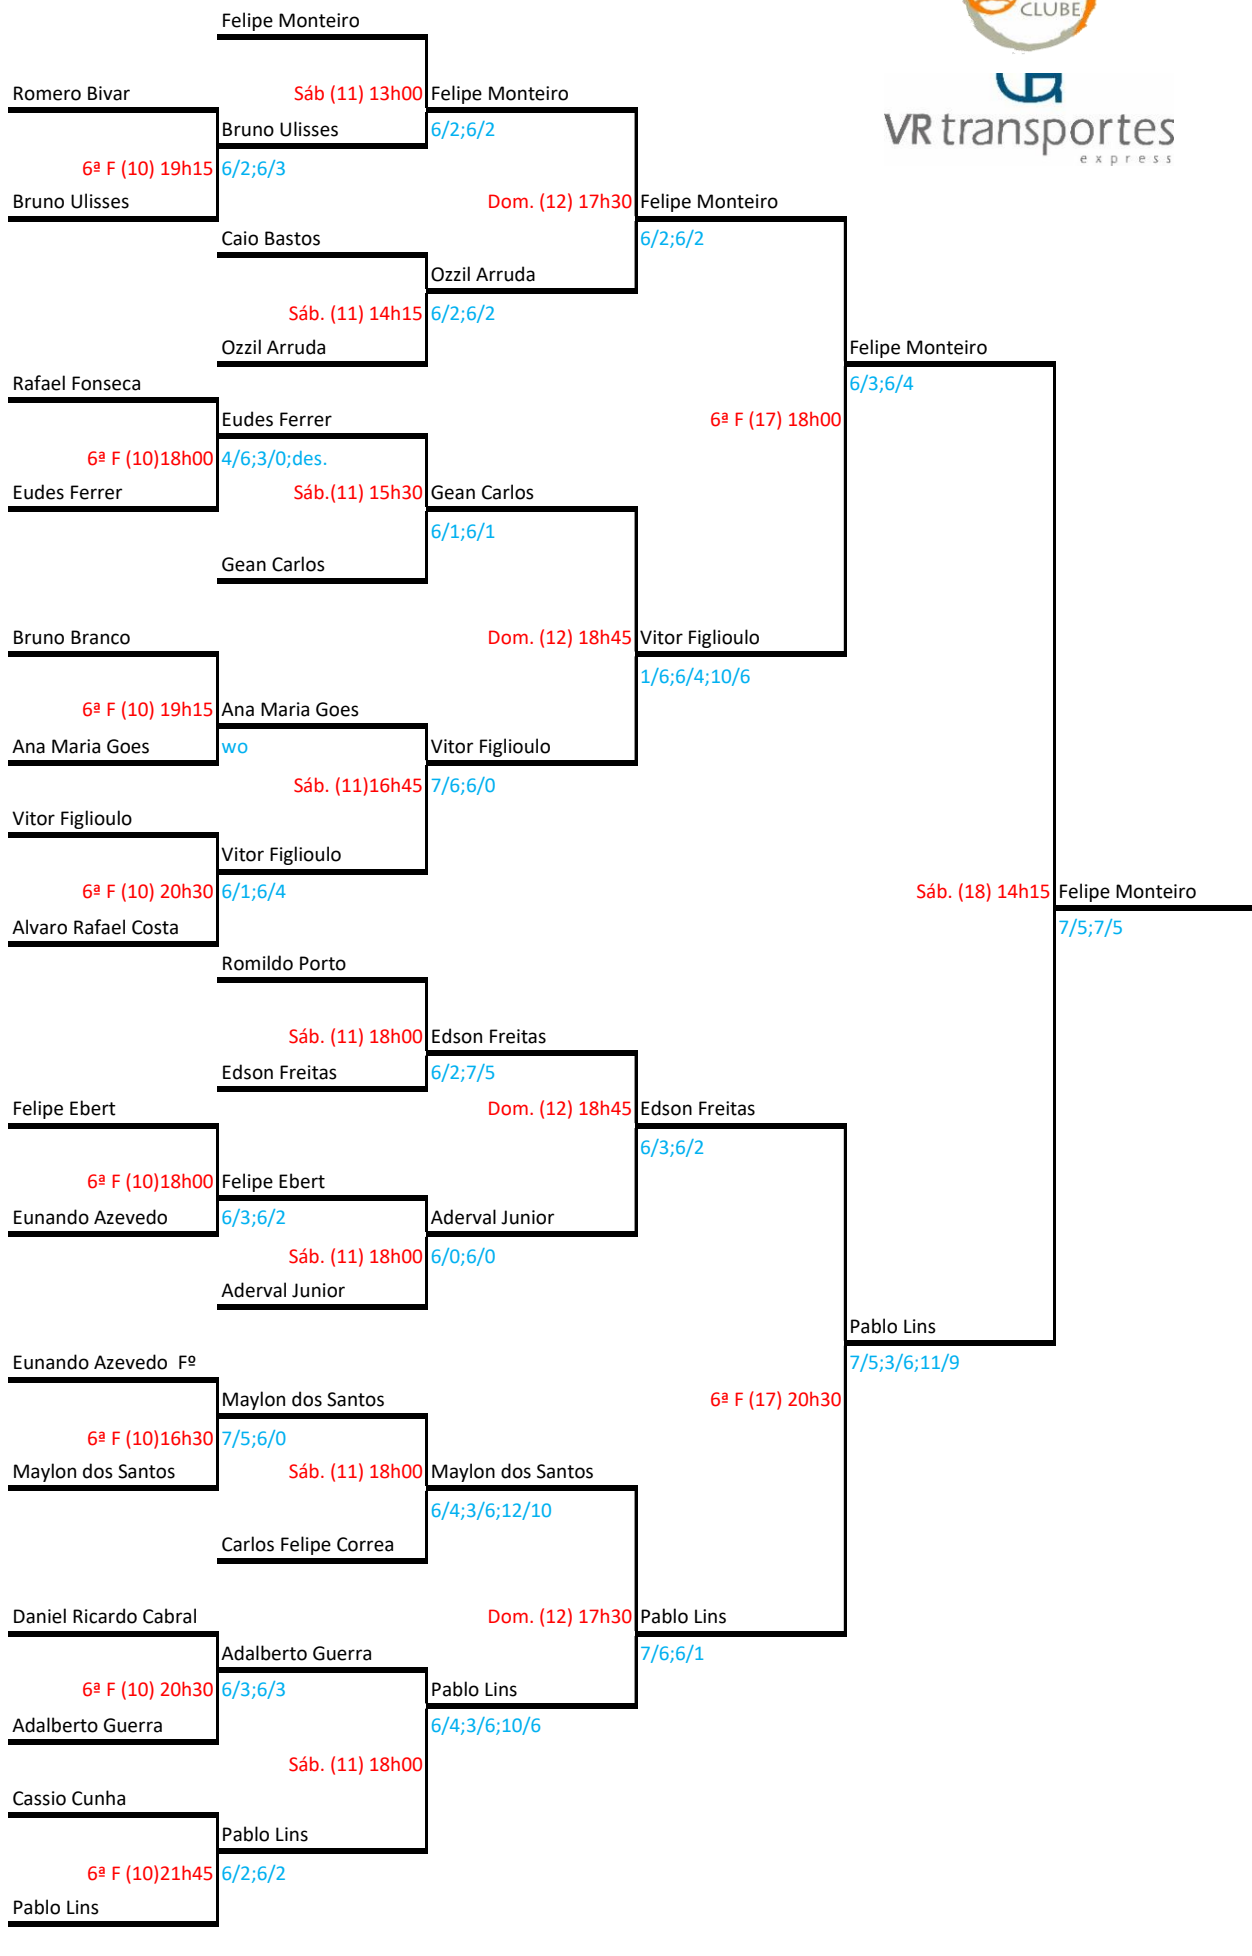 CLUBE
VR transportes
express
Felipe Monteiro
Romero Bivar
Sáb (11) 13h00
Felipe Monteiro
Bruno Ulisses
6/2;6/2
6ª F (10) 19h15
6/2;6/3
Bruno Ulisses
Dom. (12) 17h30
Felipe Monteiro
Caio Bastos
6/2;6/2
Ozzil Arruda
Sáb. (11) 14h15
6/2;6/2
Ozzil Arruda
Felipe Monteiro
Rafael Fonseca
6/3;6/4
Eudes Ferrer
6ª F (17) 18h00
6ª F (10)18h00
4/6;3/0;des.
Eudes Ferrer
Sáb.(11) 15h30
Gean Carlos
6/1;6/1
Gean Carlos
Bruno Branco
Dom. (12) 18h45
Vitor Figlioulo
1/6;6/4;10/6
6ª F (10) 19h15
Ana Maria Goes
Ana Maria Goes
wo
Vitor Figlioulo
Sáb. (11)16h45
7/6;6/0
Vitor Figlioulo
Vitor Figlioulo
6ª F (10) 20h30
6/1;6/4
Sáb. (18) 14h15
Felipe Monteiro
Alvaro Rafael Costa
7/5;7/5
Romildo Porto
Sáb. (11) 18h00
Edson Freitas
Edson Freitas
6/2;7/5
Felipe Ebert
Dom. (12) 18h45
Edson Freitas
6/3;6/2
6ª F (10)18h00
Felipe Ebert
Eunando Azevedo
6/3;6/2
Aderval Junior
Sáb. (11) 18h00
6/0;6/0
Aderval Junior
Pablo Lins
Eunando Azevedo  Fº
7/5;3/6;11/9
Maylon dos Santos
6ª F (17) 20h30
6ª F (10)16h30
7/5;6/0
Maylon dos Santos
Sáb. (11) 18h00
Maylon dos Santos
6/4;3/6;12/10
Carlos Felipe Correa
Daniel Ricardo Cabral
Dom. (12) 17h30
Pablo Lins
Adalberto Guerra
7/6;6/1
6ª F (10) 20h30
6/3;6/3
Pablo Lins
Adalberto Guerra
6/4;3/6;10/6
Sáb. (11) 18h00
Cassio Cunha
Pablo Lins
6ª F (10)21h45
6/2;6/2
Pablo Lins